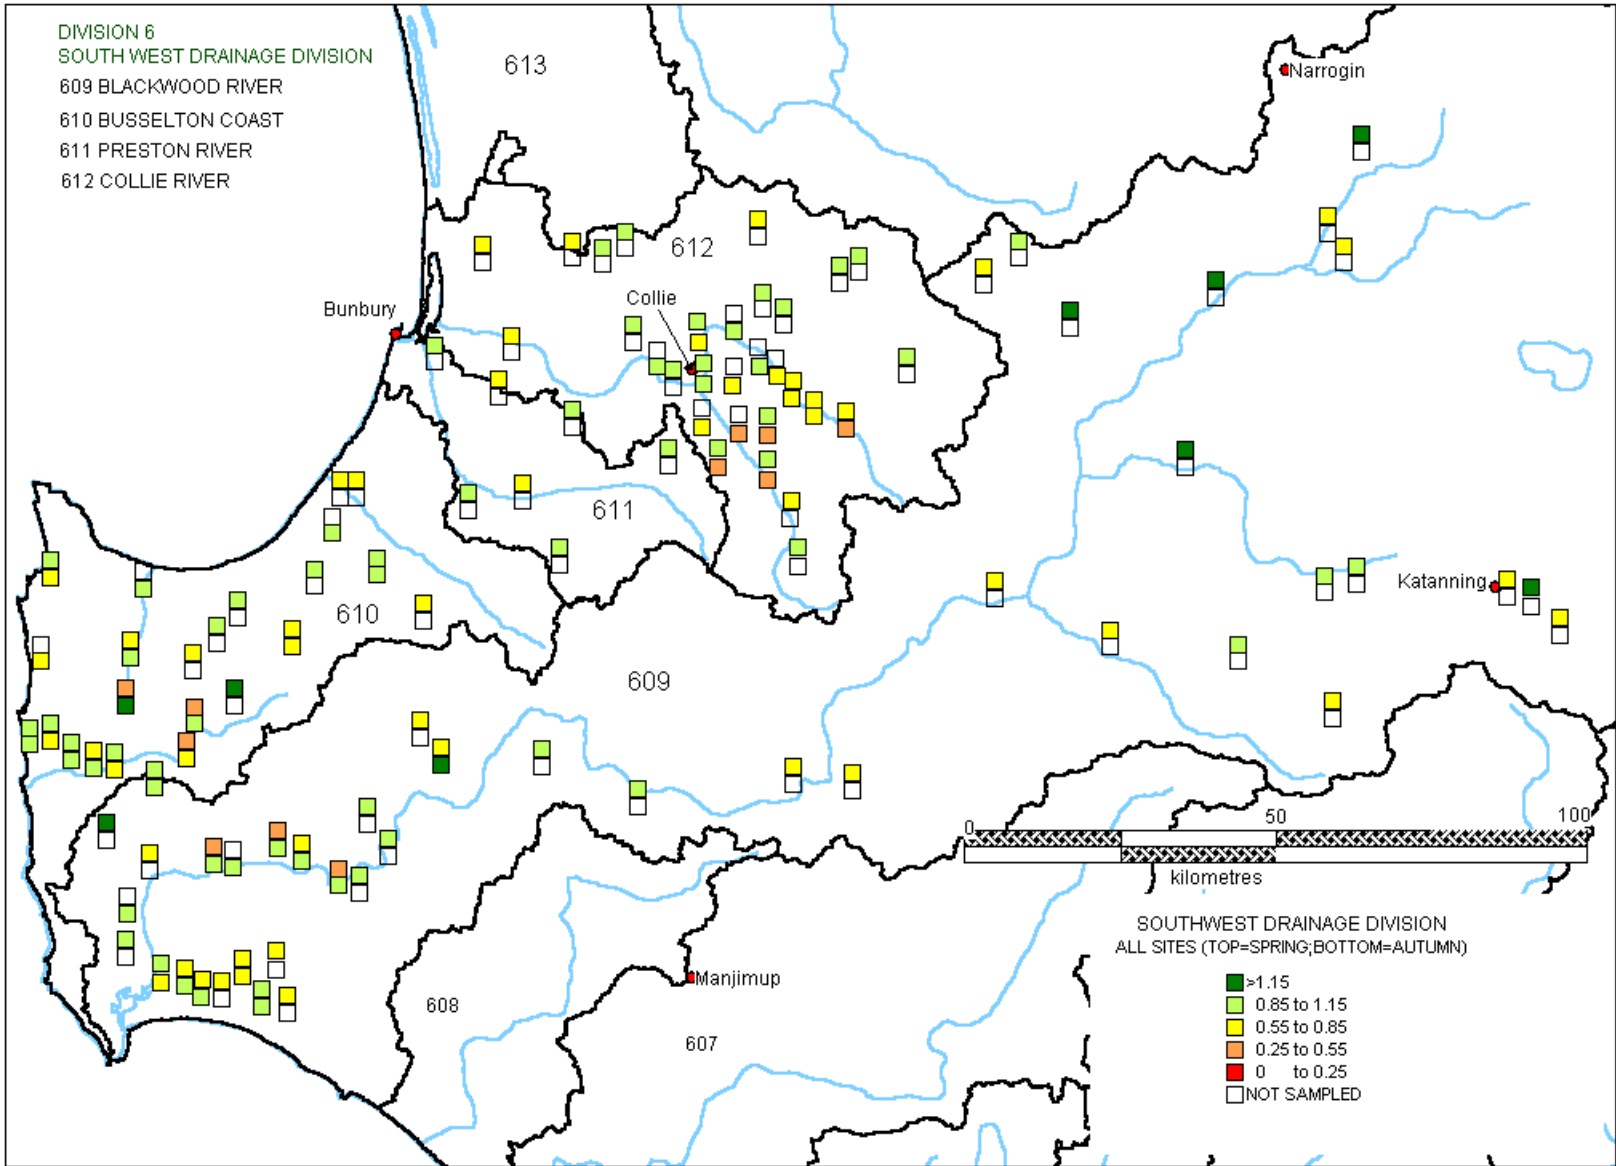 DIVISION 6
SOUTH WEST DRAINAGE DIVISION
609 BLACKWOOD RIVER
610 BUSSELTON COAST
611 PRESTON RIVER
612 COLLIE RIVER
613
Narrogin
612
Collie
Bunbury
611
Katanning
610
609
0 50 100
kilometres
SOUTHWEST DRAINAGE DIVISION
ALL SITES (TOP=SPRING;BOTTOM=AUTUMN)
Manjimup
608
607
>1.15
0.85 to 1.15
0.55 to 0.85
0.25 to 0.55
0 to 0.25
NOT SAMPLED